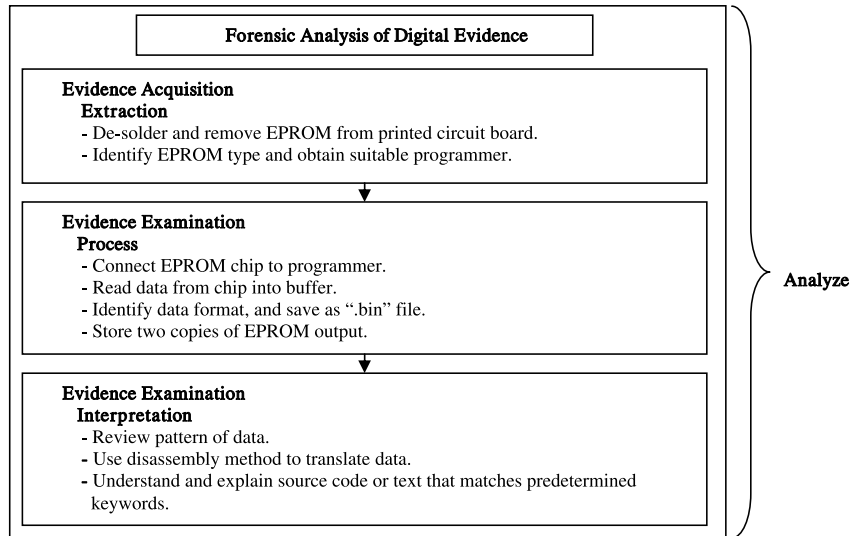 Forensic Analysis of Digital Evidence
Evidence Acquisition
Extraction
- De-solder and remove EPROM from printed circuit board.
- Identify EPROM type and obtain suitable programmer.
Evidence Examination
Process
- Connect EPROM chip to programmer.
- Read data from chip into buffer.
- Identify data format, and save as “.bin” file.
- Store two copies of EPROM output.
Evidence Examination
Interpretation
- Review pattern of data.
- Use disassembly method to translate data.
- Understand and explain source code or text that matches predetermined
keywords.
Analyze